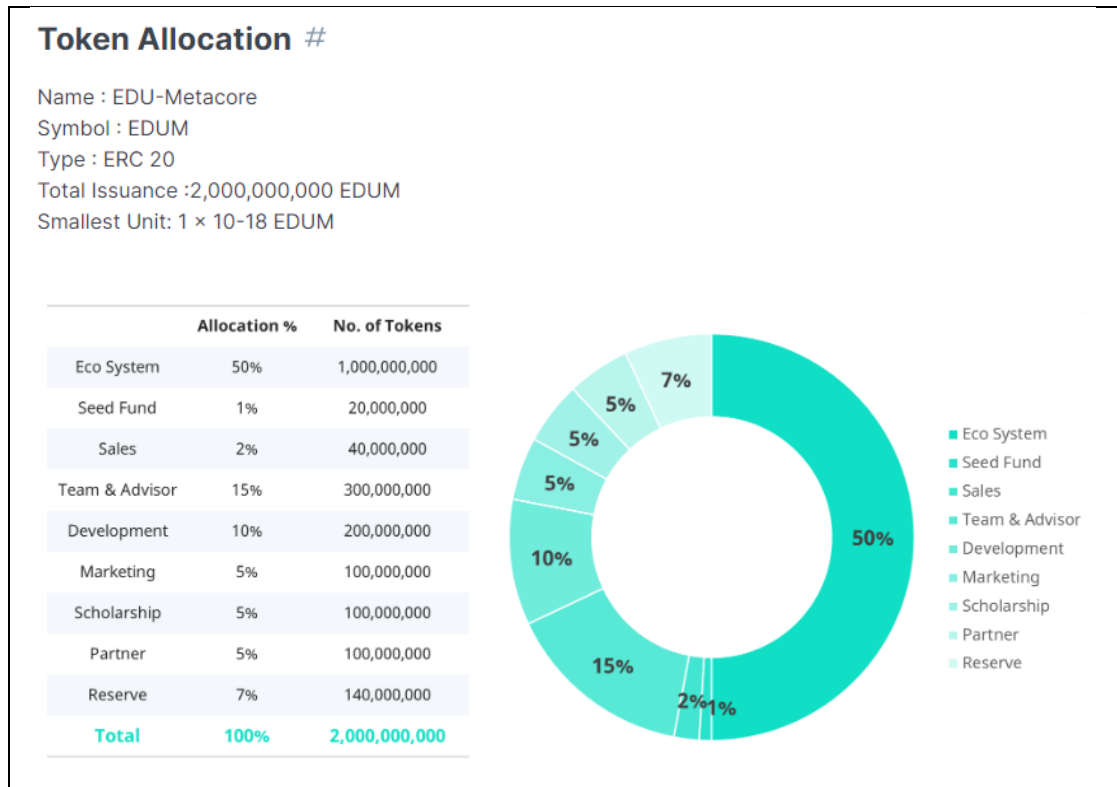 Token Allocation #
Name : EDU-Metacore
Symbol : EDUM
Type : ERC 20
Total Issuance :2,000,000,000 EDUM
Smallest Unit: 1 × 10-18 EDUM
Allocation % No. of Tokens
Eco System 50% 1,000,000,000
Seed Fund 1% 20,000,000
Sales 2% 40,000,000
Team & Advisor 15% 300,000,000
Development 10% 200,000,000
Marketing 5% 100,000,000
Scholarship 5% 100,000,000
Partner 5% 100,000,000
Reserve 7% 140,000,000
Total 100% 2,000,000,000
7%
5%
5%
5%
10%
15%
2%
1%
50%
Eco System
Seed Fund
Sales
Team & Advisor
Development
Marketing
Scholarship
Partner
Reserve